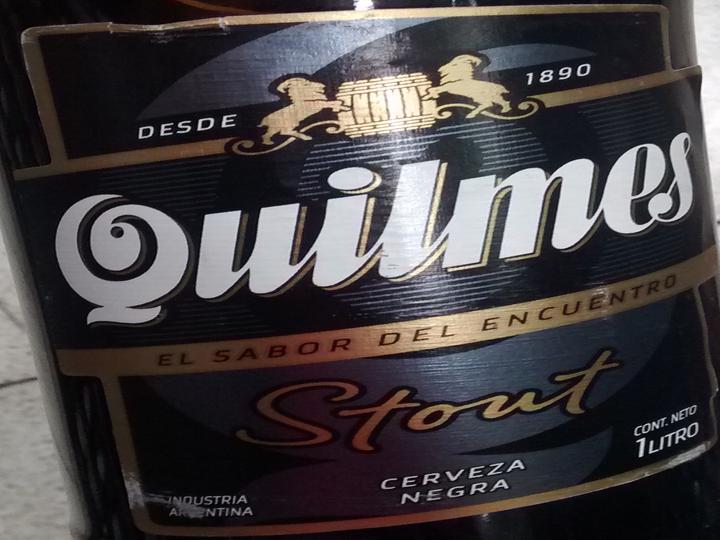 DESDE
1890
Quilmes
EL SABOR DEL ENCUENTRO
Stout
CONT. NETO
1 LITRO
CERVEZA
NEGRA
INDUSTRIA
ARGENTINA